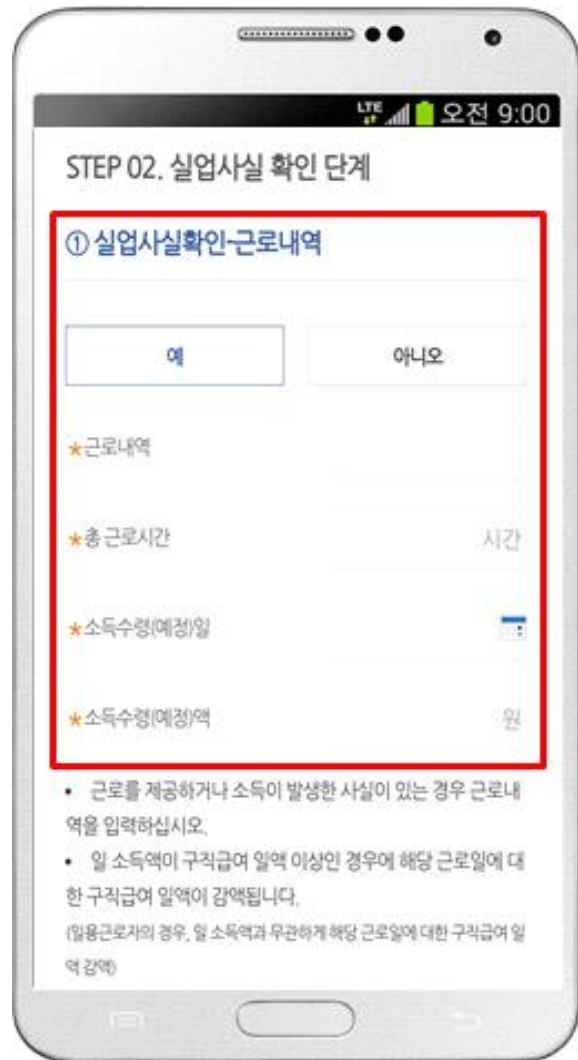 LTE 오전 9:00
STEP 02. 실업사실 확인 단계
① 실업사실확인-근로내역
예 아니오
*근로내역
*총 근로시간 시간
*소득수령(예정)일
*소득수령(예정)액 원
• 근로를 제공하거나 소득이 발생한 사실이 있는 경우 근로내
역을 입력하십시오.
• 일 소득액이 구직급여 일액 이상인 경우에 해당 근로일에 대
한 구직급여 일액이 감액됩니다.
(일용근로자의 경우, 일 소득액과 무관하게 해당 근로일에 대한 구직급여 일
액 감액)